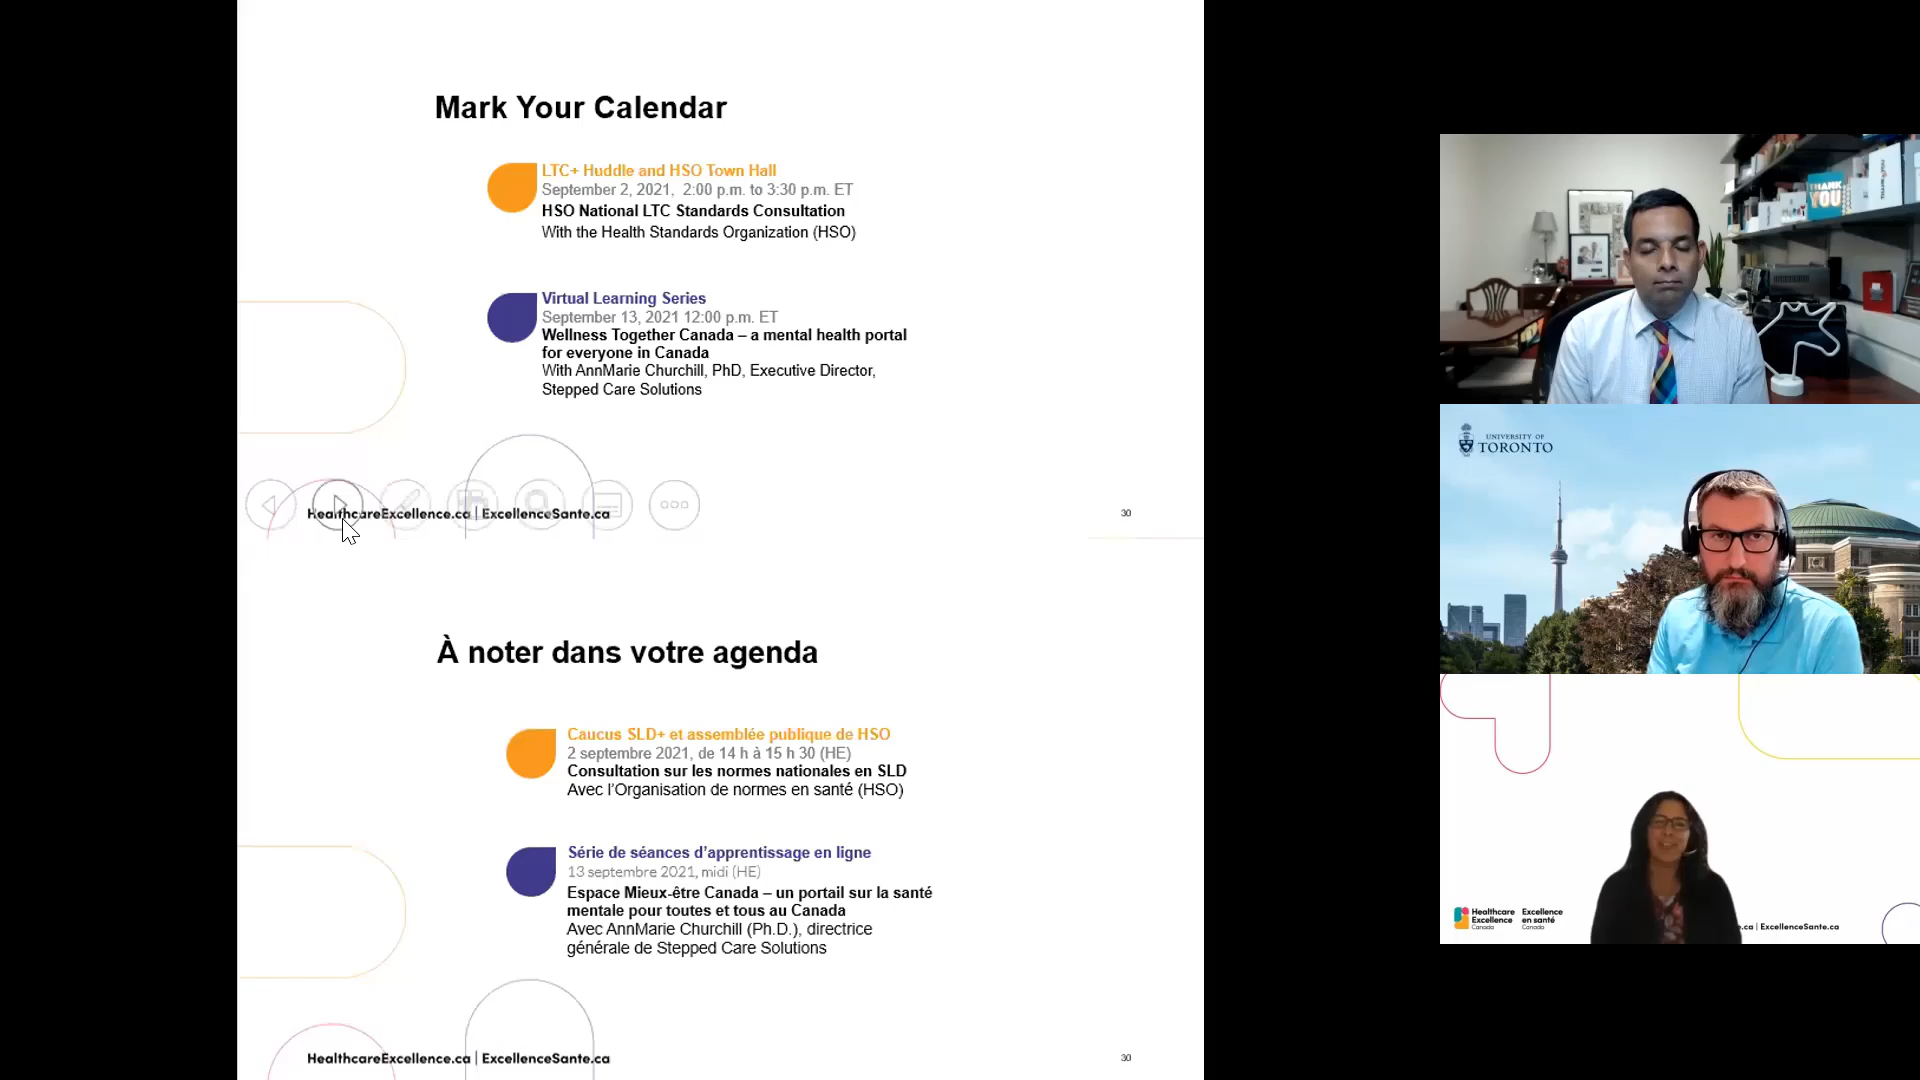 Mark Your Calendar
LTC+ Huddle and HSO Town Hall
September 2, 2021, 2:00 p.m. to 3:30 p.m. ET
HSO National LTC Standards Consultation
With the Health Standards Organization (HSO)
Virtual Learning Series
September 13, 2021 12:00 p.m. ET
Wellness Together Canada – a mental health portal
for everyone in Canada
With AnnMarie Churchill, PhD, Executive Director,
Stepped Care Solutions
HealthcareExcellence.ca | ExcellenceSante.ca
30
À noter dans votre agenda
Caucus SLD+ et assemblée publique de HSO
2 septembre 2021, de 14 h à 15 h 30 (HE)
Consultation sur les normes nationales en SLD
Avec l’Organisation de normes en santé (HSO)
Série de séances d’apprentissage en ligne
13 septembre 2021, midi (HE)
Espace Mieux-être Canada – un portail sur la santé
mentale pour toutes et tous au Canada
Avec AnnMarie Churchill (Ph.D.), directrice
générale de Stepped Care Solutions
HealthcareExcellence.ca | ExcellenceSante.ca
30
THANK
YOU
UNIVERSITY OF
TORONTO
Healthcare
Excellence
Canada
Excellence
en santé
Canada
.ca | ExcellenceSante.ca